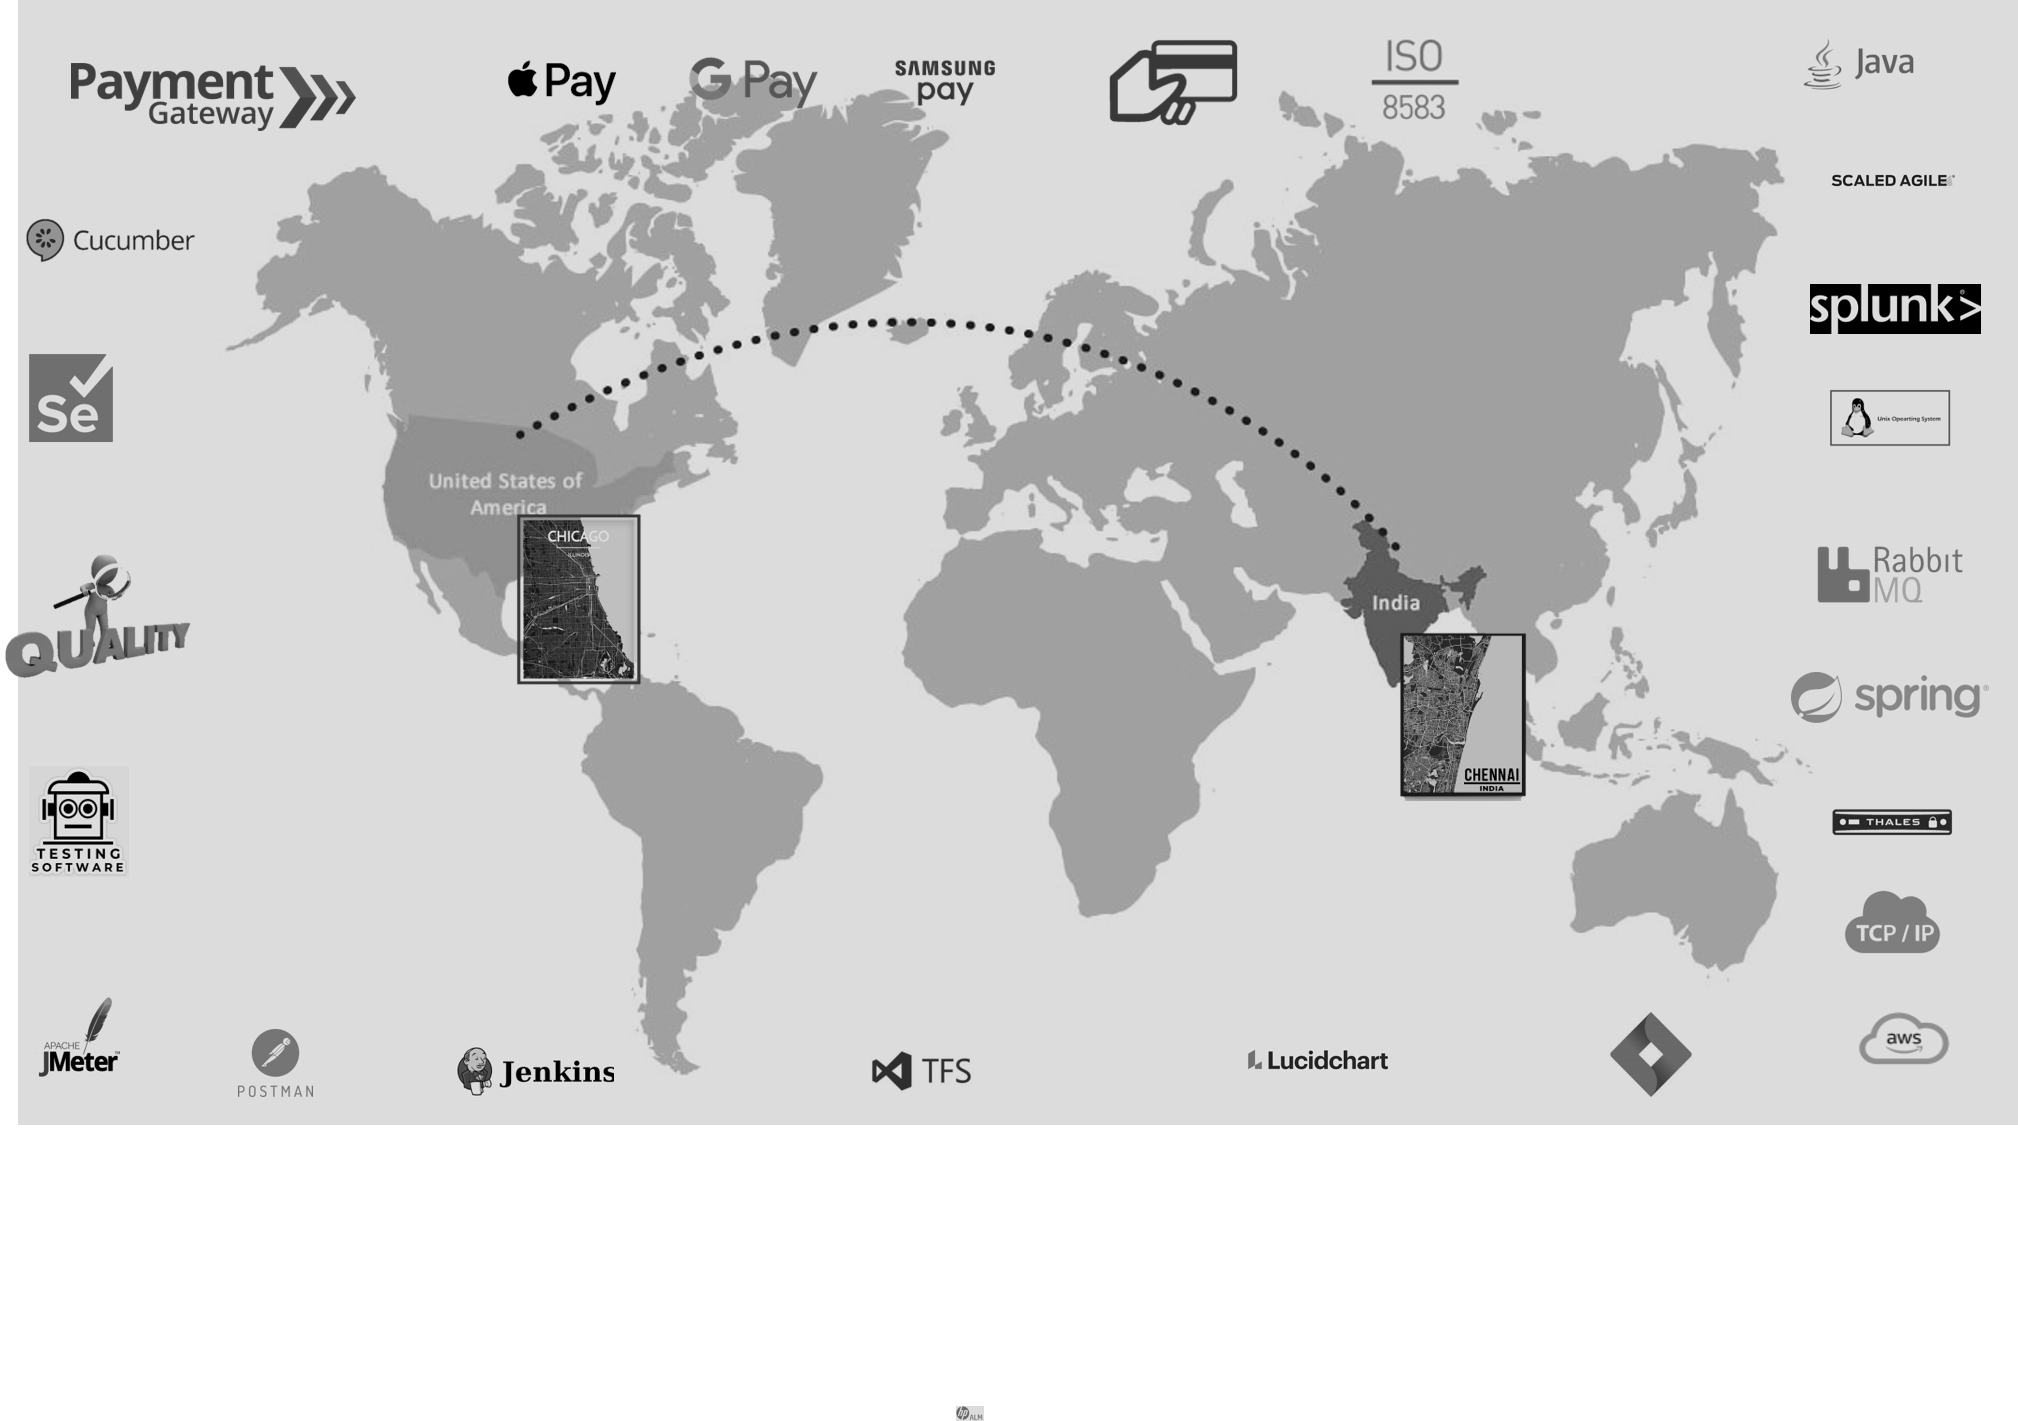 Payment
Gateway
Pay
G Pay
SAMSUNG
pay
ISO
8583
Java
SCALED AGILE
Cucumber
splunk>
Se
Unix Opearting System
United States of
America
CHICAGO
ILLINOIS
Rabbit
MQ
India
QUALITY
spring
CHENNAI
INDIA
THALES
TESTING
SOFTWARE
TCP / IP
APACHE
JMeter
POSTMAN
Jenkins
TFS
Lucidchart
aws
hp
ALM